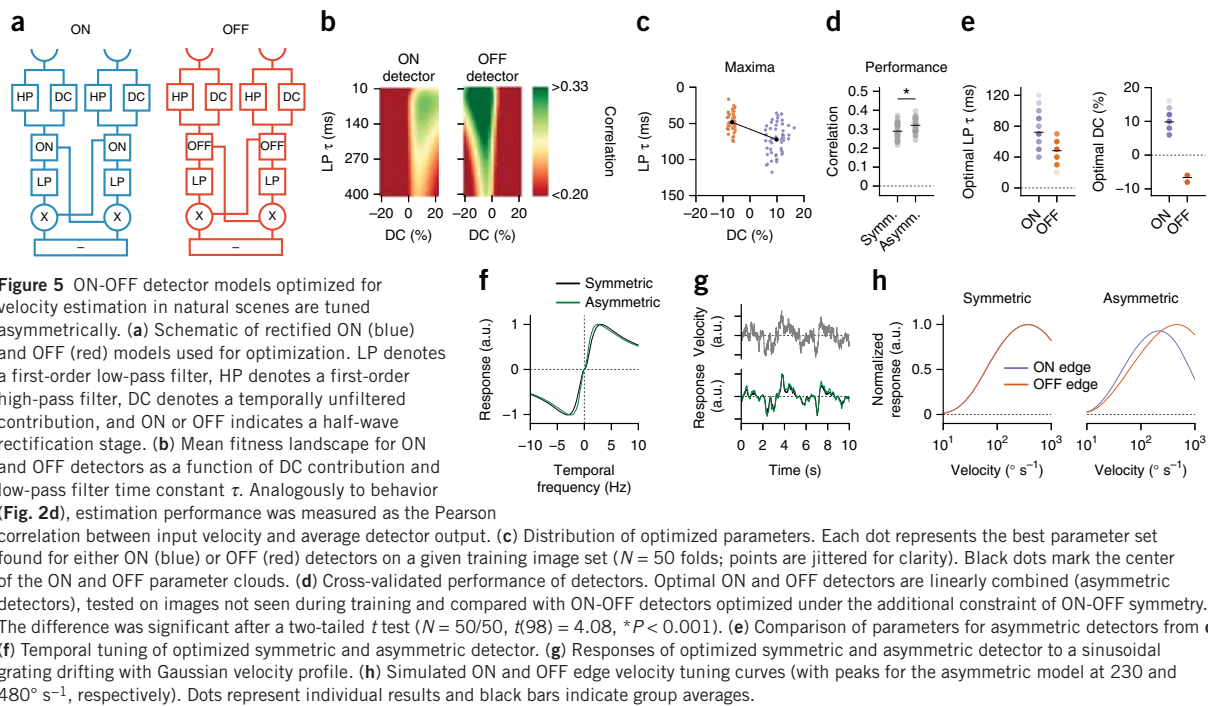 a
ON
OFF
HP
DC
HP
DC
HP
DC
HP
DC
ON
ON
OFF
OFF
LP
LP
LP
LP
X
X
X
X
–
–
b
ON detector
OFF detector
10
140
270
400
LP τ (ms)
−20
0
20
−20
0
20
DC (%)
>0.33
<0.20
Correlation
c
Maxima
0
50
100
150
LP τ (ms)
−20
−10
0
10
20
DC (%)
d
Performance
*
0.5
0.4
0.3
0.2
0.1
0
Correlation
Symm.
Asymm.
e
120
80
40
0
Optimal LP τ (ms)
ON
OFF
20
10
0
−10
Optimal DC (%)
ON
OFF
Figure 5 ON-OFF detector models optimized for
velocity estimation in natural scenes are tuned
asymmetrically. (a) Schematic of rectified ON (blue)
and OFF (red) models used for optimization. LP denotes
a first-order low-pass filter, HP denotes a first-order
high-pass filter, DC denotes a temporally unfiltered
contribution, and ON or OFF indicates a half-wave
rectification stage. (b) Mean fitness landscape for ON
and OFF detectors as a function of DC contribution and
low-pass filter time constant τ. Analogously to behavior
(Fig. 2d), estimation performance was measured as the Pearson
f
Symmetric
Asymmetric
1
0
−1
Response (a.u.)
−10
0
10
Temporal
frequency (Hz)
g
Velocity
(a.u.)
Response
(a.u.)
0
2
4
6
8
10
Time (s)
h
Symmetric
Asymmetric
1.0
0.5
0
Normalized
response (a.u.)
ON edge
OFF edge
10¹
10²
10³
10¹
10²
10³
Velocity (° s⁻¹)
Velocity (° s⁻¹)
correlation between input velocity and average detector output. (c) Distribution of optimized parameters. Each dot represents the best parameter set
found for either ON (blue) or OFF (red) detectors on a given training image set (N = 50 folds; points are jittered for clarity). Black dots mark the center
of the ON and OFF parameter clouds. (d) Cross-validated performance of detectors. Optimal ON and OFF detectors are linearly combined (asymmetric
detectors), tested on images not seen during training and compared with ON-OFF detectors optimized under the additional constraint of ON-OFF symmetry.
The difference was significant after a two-tailed t test (N = 50/50, t(98) = 4.08, *P < 0.001). (e) Comparison of parameters for asymmetric detectors from
(f) Temporal tuning of optimized symmetric and asymmetric detector. (g) Responses of optimized symmetric and asymmetric detector to a sinusoidal
grating drifting with Gaussian velocity profile. (h) Simulated ON and OFF edge velocity tuning curves (with peaks for the asymmetric model at 230 and
480° s⁻¹, respectively). Dots represent individual results and black bars indicate group averages.